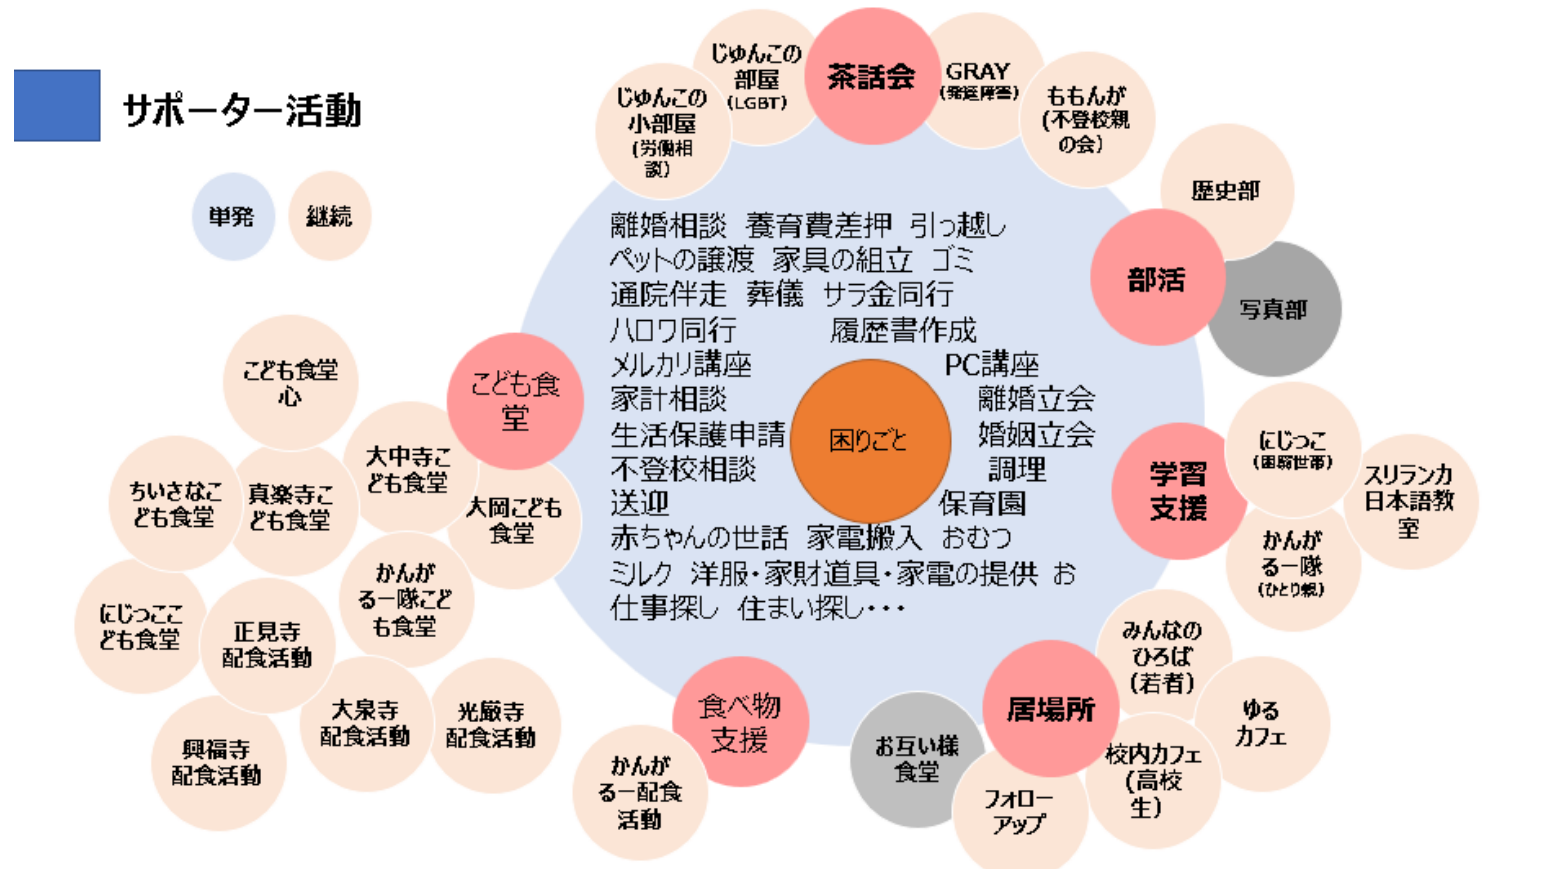 サポーター活動
単発
継続
じゅんこの
小部屋
(労働相
談)
じゅんこの
部屋
(LGBT)
茶話会
GRAY
(発達障害)
ももんが
(不登校親
の会)
歴史部
部活
写真部
離婚相談 養育費差押 引っ越し
ペットの譲渡 家具の組立 ゴミ
通院伴走 葬儀 サラ金同行
ハロワ同行 履歴書作成
メルカリ講座 PC講座
家計相談 離婚立会
生活保護申請 婚姻立会
不登校相談 調理
送迎 保育園
赤ちゃんの世話 家電搬入 おむつ
ミルク 洋服・家財道具・家電の提供 お
仕事探し 住まい探し・・・
困りごと
こども食
堂
こども食堂
心
大中寺こ
ども食堂
ちいさなこ
ども食堂
真楽寺こ
ども食堂
大岡こども
食堂
かんが
るー隊こど
も食堂
にじっここ
ども食堂
正見寺
配食活動
大泉寺
配食活動
光厳寺
配食活動
興福寺
配食活動
食べ物
支援
かんが
るー配食
活動
学習
支援
にじっこ
(困窮世帯)
スリランカ
日本語教
室
かんが
るー隊
(ひとり親)
居場所
みんなの
ひろば
(若者)
ゆる
カフェ
校内カフェ
(高校
生)
フォロー
アップ
お互い様
食堂